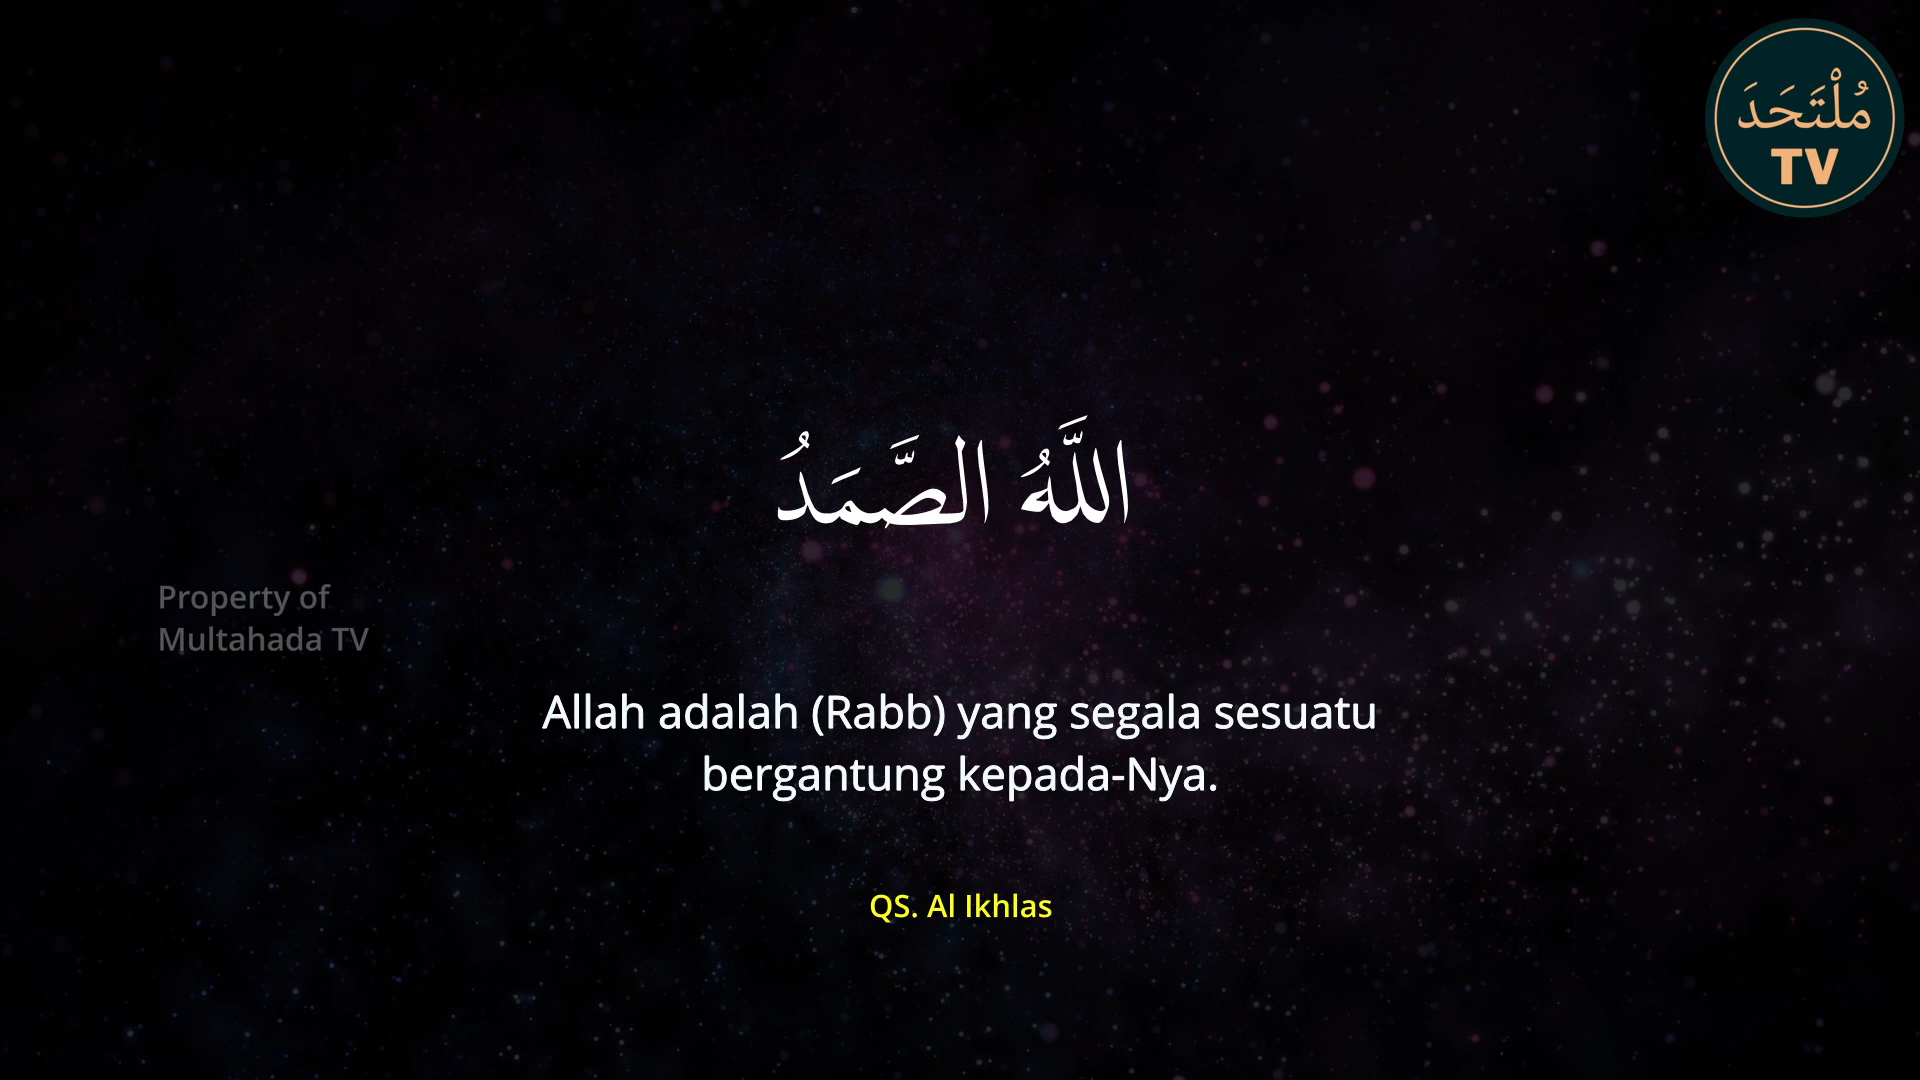 مُلْتَحَدَ
TV
اللَّهُ الصَّمَدُ
Property of
Multahada TV
Allah adalah (Rabb) yang segala sesuatu
bergantung kepada-Nya.
QS. Al Ikhlas